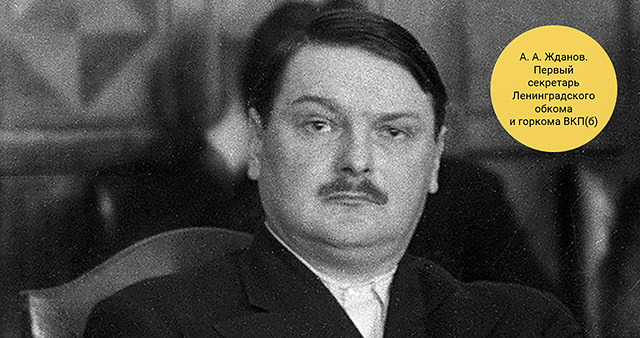 А. А. Жданов.
Первый
секретарь
Ленинградского
обкома
и горкома ВКП(б)